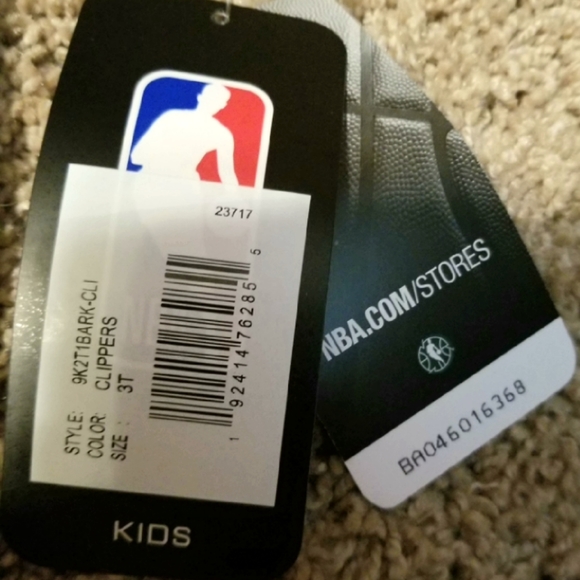 23717
STYLE: 9K2T1BARK-CLI
COLOR: CLIPPERS
SIZE : 3T
1 92414 76285 5
KIDS
NBA.COM/STORES
BA046016368